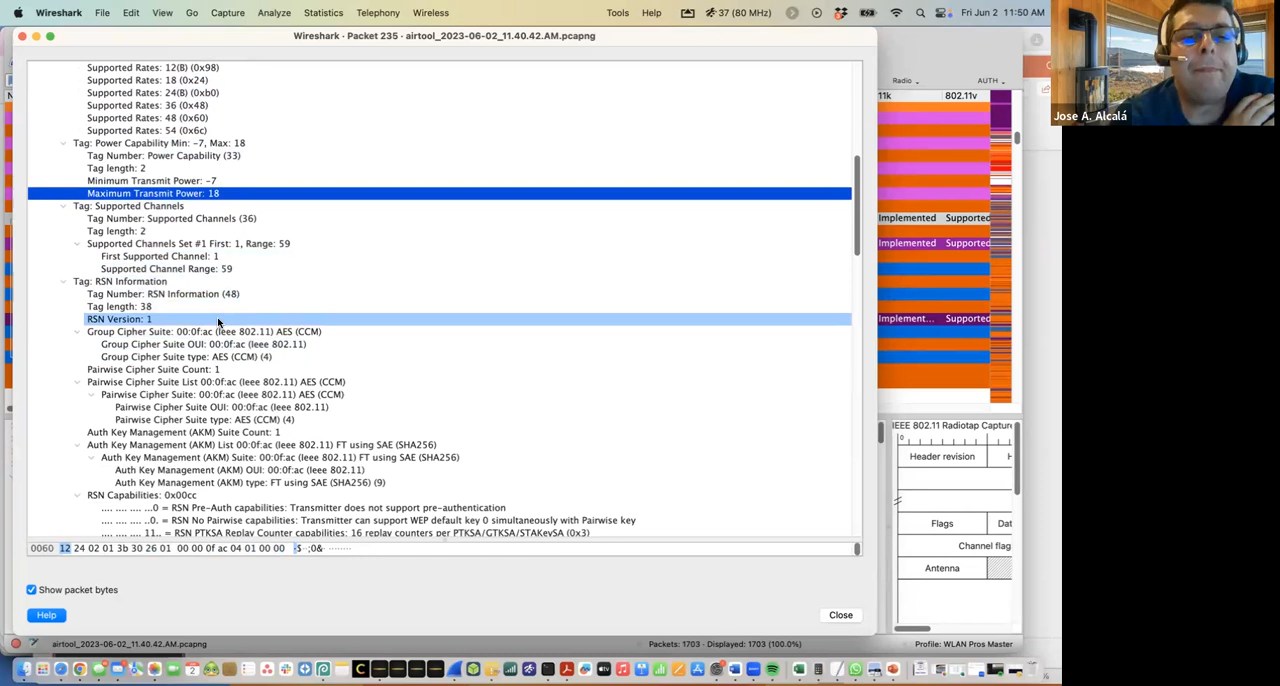 Wireshark File Edit View Go Capture Analyze Statistics Telephony Wireless Tools Help 37 (80 MHz) Fri Jun 2 11:50 AM
Wireshark · Packet 235 · airtool_2023-06-02_11.40.42.AM.pcapng
Supported Rates: 12(B) (0x98)
Supported Rates: 18 (0x24)
Supported Rates: 24(B) (0xb0)
Supported Rates: 36 (0x48)
Supported Rates: 48 (0x60)
Supported Rates: 54 (0x6c)
Tag: Power Capability Min: -7, Max: 18
Tag Number: Power Capability (33)
Tag length: 2
Minimum Transmit Power: -7
Maximum Transmit Power: 18
Tag: Supported Channels
Tag Number: Supported Channels (36)
Tag length: 2
Supported Channels Set #1 First: 1, Range: 59
First Supported Channel: 1
Supported Channel Range: 59
Tag: RSN Information
Tag Number: RSN Information (48)
Tag length: 38
RSN Version: 1
Group Cipher Suite: 00:0f:ac (Ieee 802.11) AES (CCM)
Group Cipher Suite OUI: 00:0f:ac (Ieee 802.11)
Group Cipher Suite type: AES (CCM) (4)
Pairwise Cipher Suite Count: 1
Pairwise Cipher Suite List 00:0f:ac (Ieee 802.11) AES (CCM)
Pairwise Cipher Suite: 00:0f:ac (Ieee 802.11) AES (CCM)
Pairwise Cipher Suite OUI: 00:0f:ac (Ieee 802.11)
Pairwise Cipher Suite type: AES (CCM) (4)
Auth Key Management (AKM) Suite Count: 1
Auth Key Management (AKM) List 00:0f:ac (Ieee 802.11) FT using SAE (SHA256)
Auth Key Management (AKM) Suite: 00:0f:ac (Ieee 802.11) FT using SAE (SHA256)
Auth Key Management (AKM) OUI: 00:0f:ac (Ieee 802.11)
Auth Key Management (AKM) type: FT using SAE (SHA256) (9)
RSN Capabilities: 0x00cc
.... .... .... ...0 = RSN Pre-Auth capabilities: Transmitter does not support pre-authentication
.... .... .... ..0. = RSN No Pairwise capabilities: Transmitter can support WEP default key 0 simultaneously with Pairwise key
.... .... .... 11.. = RSN PTKSA Replay Counter capabilities: 16 replay counters per PTKSA/GTKSA/STAKeySA (0x3)
0060 12 24 02 01 3b 30 26 01 00 00 0f ac 04 01 00 00 ·$··;0&· ········
Show packet bytes
Help
Close
airtool_2023-06-02_11.40.42.AM.pcapng
Packets: 1703 · Displayed: 1703 (100.0%)
Profile: WLAN Pros Master
Radio
AUTH
11k
802.11v
Implemented Supported
Implemented Supported
Implement... Supported
IEEE 802.11 Radiotap Capture
0
Header revision
Flags
Channel flag
Antenna
Jose A. Alcalá